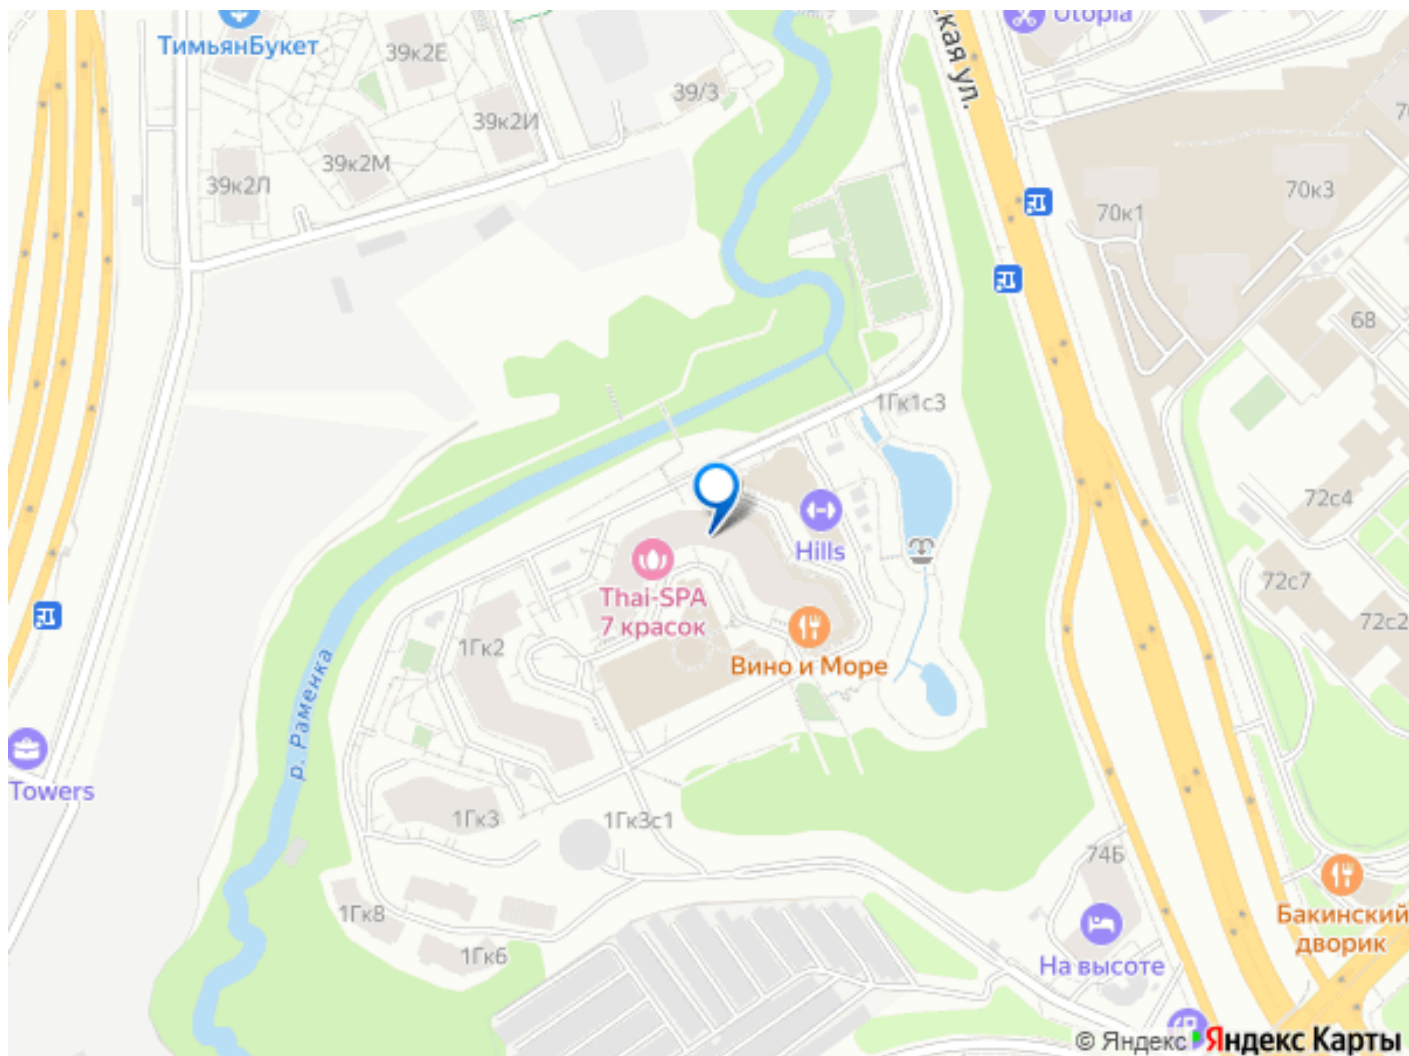 Utopia
ТимьянБукет
39к2Е
ская ул.
39/3
39к2И
39к2М
39к2Л
70к3
70к1
68
1Гк1с3
72с4
Hills
72с7
Thai-SPA
7 красок
72с2
1Гк2
Вино и Море
р. Раменка
Towers
1Гк3
1Гк3с1
74Б
1Гк8
Бакинский
дворик
1Гк6
На высоте
© Яндекс Яндекс Карты